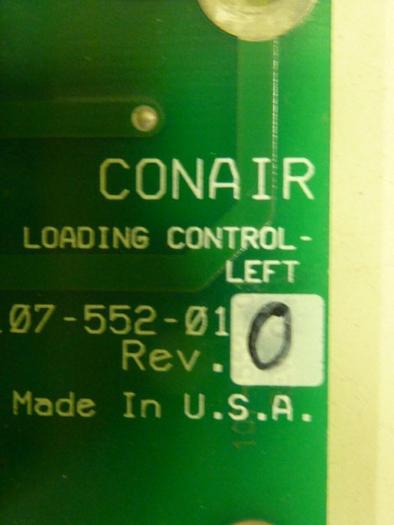 CONAIR
LOADING CONTROL-
LEFT
07-552-01
Rev. 0
Made In U.S.A.